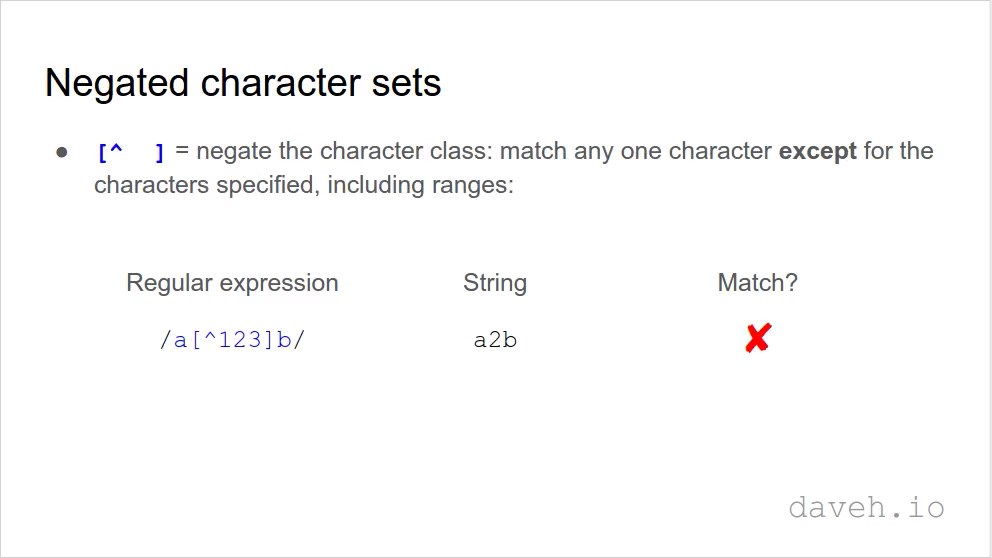 Negated character sets
● [^  ] = negate the character class: match any one character except for the
characters specified, including ranges:
Regular expression String Match?
/a[^123]b/ a2b ✘
daveh.io